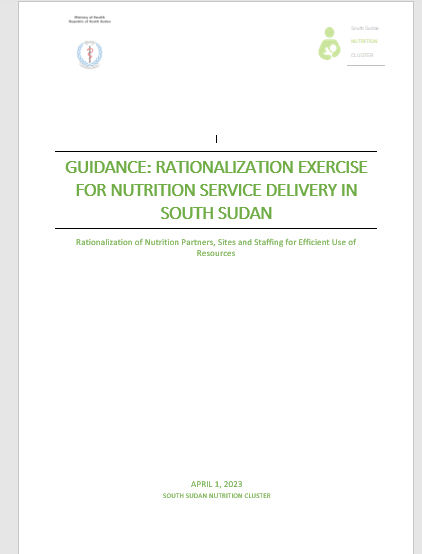 Ministry of Health
Republic of South Sudan
South Sudan
NUTRITION
CLUSTER
GUIDANCE: RATIONALIZATION EXERCISE
FOR NUTRITION SERVICE DELIVERY IN
SOUTH SUDAN
Rationalization of Nutrition Partners, Sites and Staffing for Efficient Use of
Resources
APRIL 1, 2023
SOUTH SUDAN NUTRITION CLUSTER